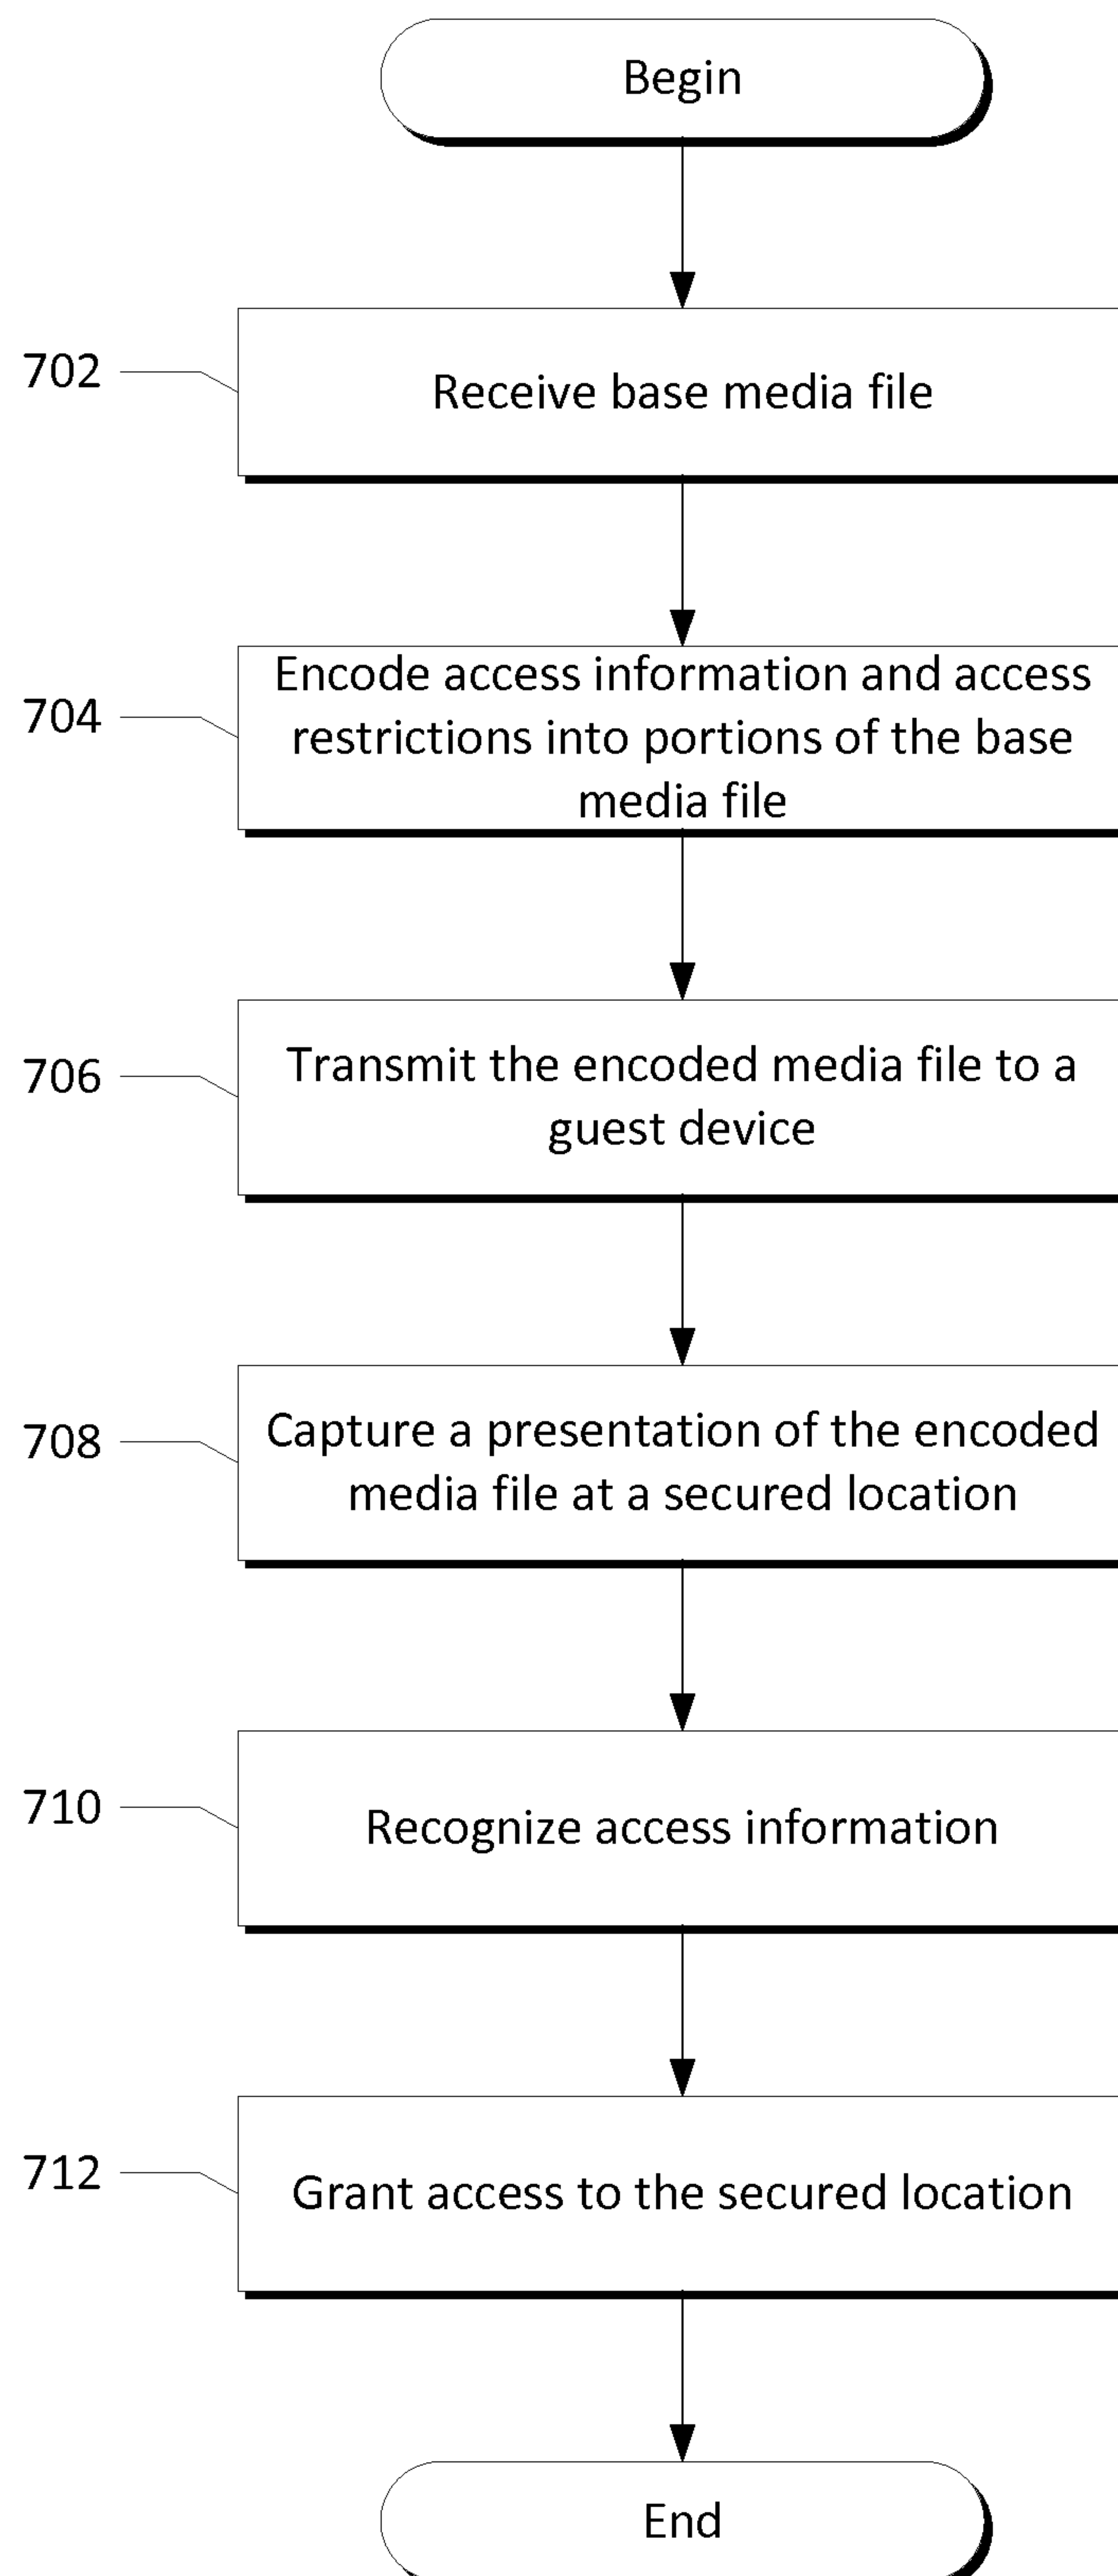 Begin
702
Receive base media file
704
Encode access information and access
restrictions into portions of the base
media file
706
Transmit the encoded media file to a
guest device
708
Capture a presentation of the encoded
media file at a secured location
710
Recognize access information
712
Grant access to the secured location
End